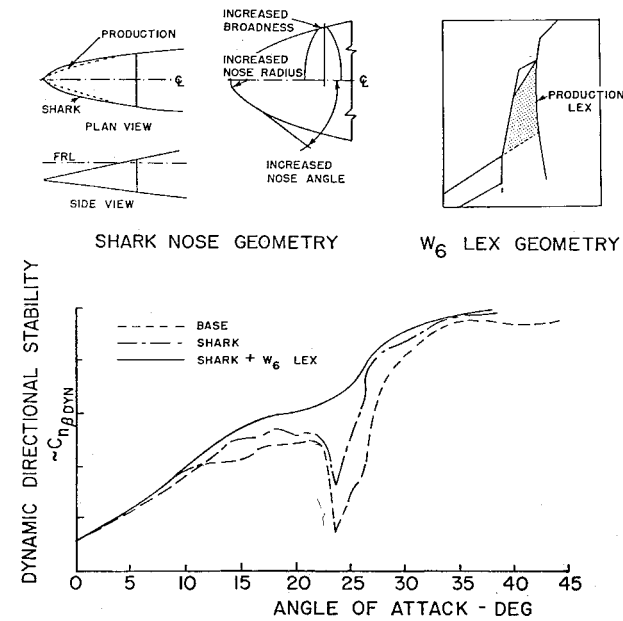 PRODUCTION
℄
SHARK
PLAN VIEW
FRL
SIDE VIEW
INCREASED
BROADNESS
INCREASED
NOSE RADIUS
℄
INCREASED
NOSE ANGLE
PRODUCTION
LEX
SHARK NOSE GEOMETRY
W6 LEX GEOMETRY
DYNAMIC DIRECTIONAL STABILITY
~CnβDYN
BASE
SHARK
SHARK + W6 LEX
0 5 10 15 20 25 30 35 40 45
ANGLE OF ATTACK - DEG